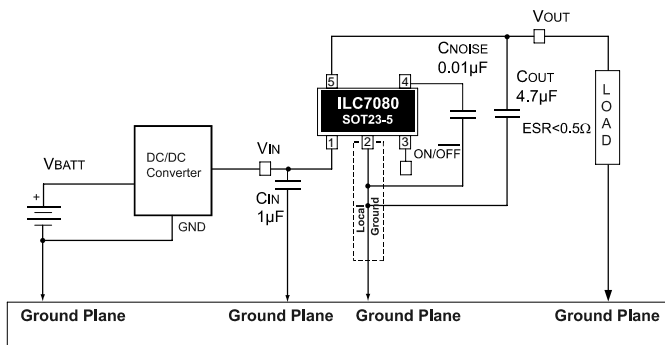 VOUT
CNOISE
0.01µF
COUT
4.7µF
ESR<0.5Ω
LOAD
5
4
ILC7080
SOT23-5
1
2
3
ON/O̅F̅F̅
VIN
CIN
1µF
DC/DC
Converter
VBATT
+
GND
Local
Ground
Ground Plane
Ground Plane
Ground Plane
Ground Plane